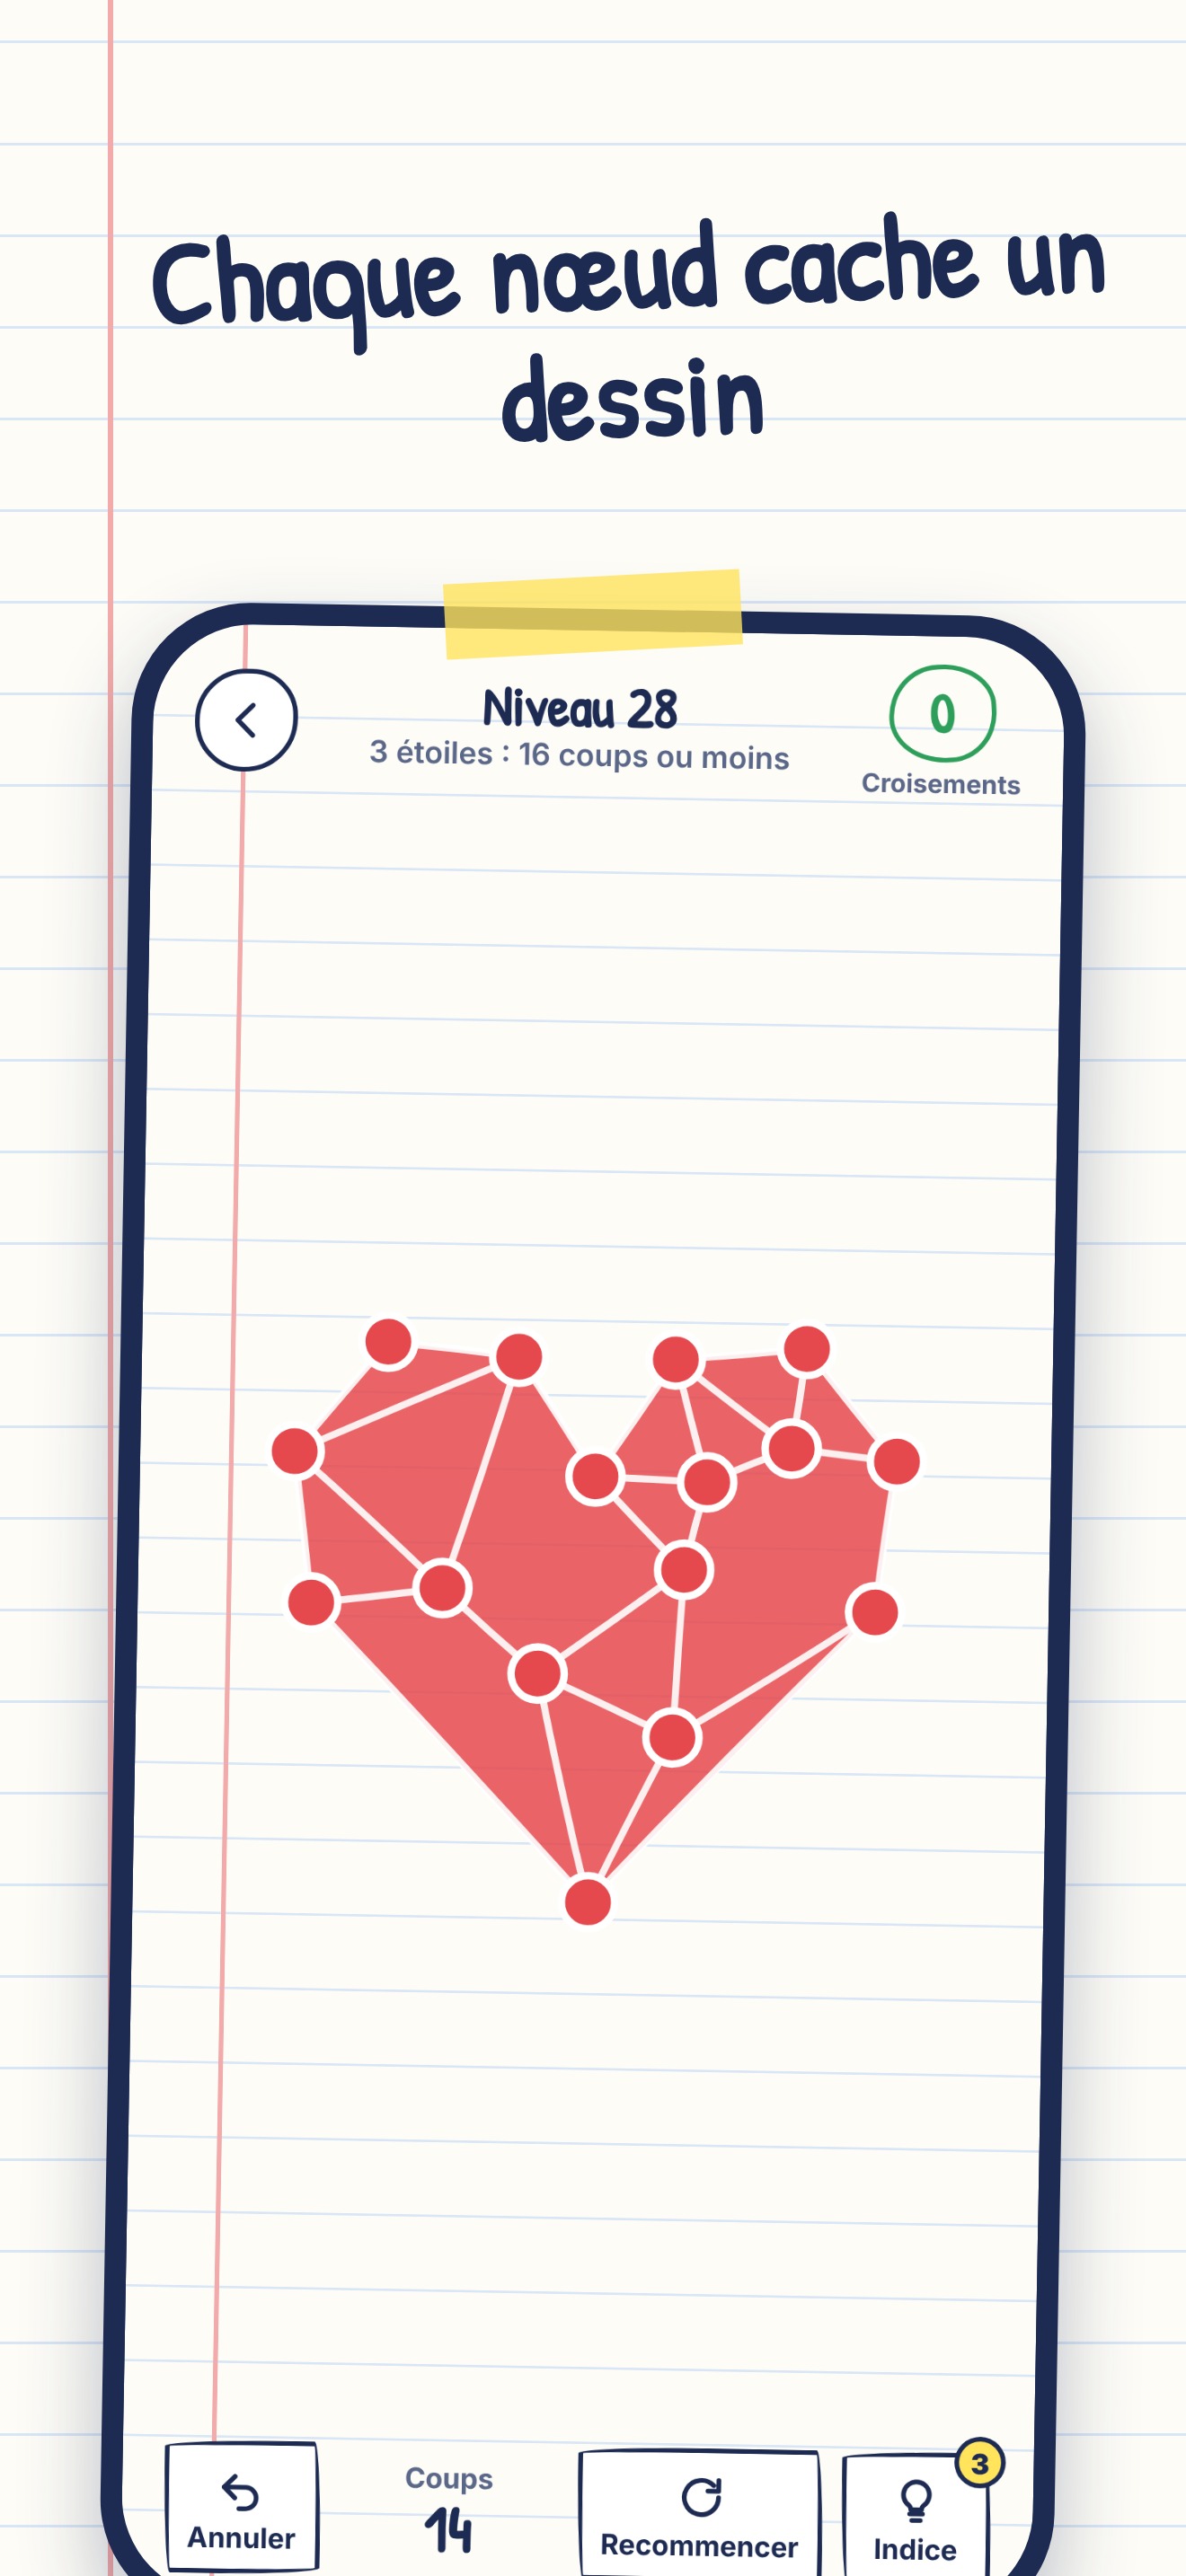 Chaque nœud cache un
dessin
Niveau 28
3 étoiles : 16 coups ou moins
0
Croisements
3
Coups
14
Annuler
Recommencer
Indice